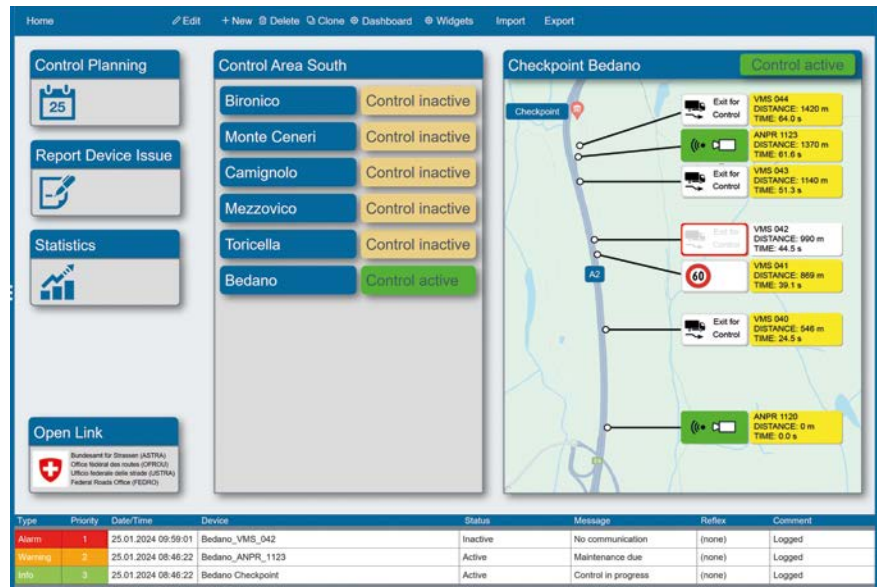 Home Edit + New Delete Clone Dashboard Widgets Import Export
Control Planning
25
Report Device Issue
Statistics
Open Link
Bundesamt für Strassen (ASTRA)
Office fédéral des routes (OFROU)
Ufficio federale delle strade (USTRA)
Federal Roads Office (FEDRO)
Control Area South
Bironico Control inactive
Monte Ceneri Control inactive
Camignolo Control inactive
Mezzovico Control inactive
Toricella Control inactive
Bedano Control active
Checkpoint Bedano Control active
Checkpoint
A2
Exit for
Control
VMS 044
DISTANCE: 1420 m
TIME: 64.0 s
ANPR 1123
DISTANCE: 1370 m
TIME: 61.6 s
Exit for
Control
VMS 043
DISTANCE: 1140 m
TIME: 51.3 s
Exit for
Control
VMS 042
DISTANCE: 990 m
TIME: 44.5 s
60
VMS 041
DISTANCE: 869 m
TIME: 39.1 s
Exit for
Control
VMS 040
DISTANCE: 546 m
TIME: 24.5 s
ANPR 1120
DISTANCE: 0 m
TIME: 0.0 s
Type Priority Date/Time Device Status Message Reflex Comment
Alarm 1 25.01.2024 09:59:01 Bedano_VMS_042 Inactive No communication (none) Logged
Warning 2 25.01.2024 08:46:22 Bedano_ANPR_1123 Active Maintenance due (none) Logged
Info 3 25.01.2024 08:46:22 Bedano Checkpoint Active Control in progress (none) Logged